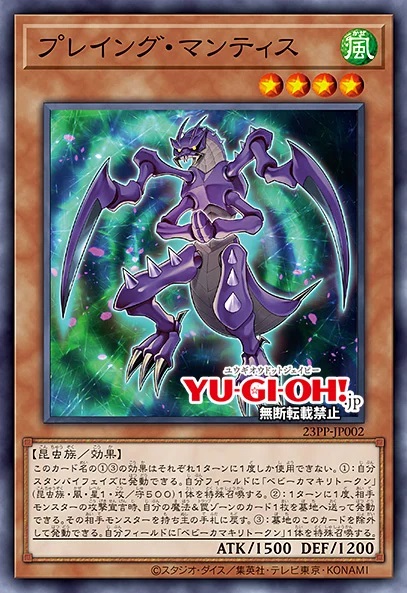 プレイング・マンティス
風
ユウギオウドットジェイピー
YU-GI-OH!.jp
無断転載禁止
23PP-JP002
【昆虫族／効果】
このカード名の①③の効果はそれぞれ1ターンに1度しか使用できない。①：自分
スタンバイフェイズに発動できる。自分フィールドに「ベビーカマキリトークン」
（昆虫族・風・星1・攻／守500）1体を特殊召喚する。②：1ターンに1度、相手
モンスターの攻撃宣言時、自分の魔法＆罠ゾーンのカード1枚を墓地へ送って発動
できる。その相手モンスターを持ち主の手札に戻す。③：墓地のこのカードを除外
して発動できる。自分フィールドに「ベビーカマキリトークン」1体を特殊召喚する。
ATK/1500 DEF/1200
©スタジオ・ダイス／集英社・テレビ東京・KONAMI